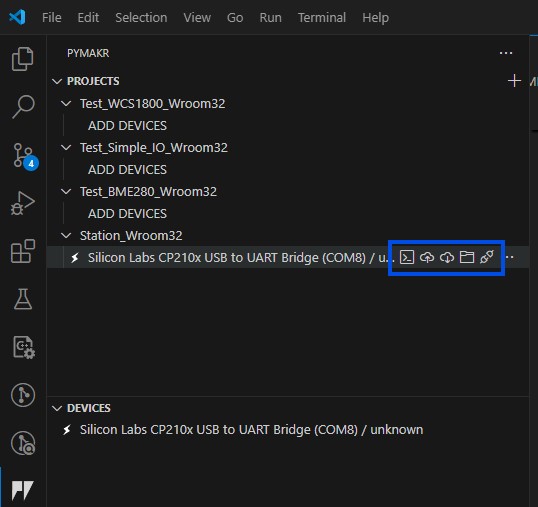 File Edit Selection View Go Run Terminal Help
PYMAKR
PROJECTS
Test_WCS1800_Wroom32
ADD DEVICES
Test_Simple_IO_Wroom32
ADD DEVICES
Test_BME280_Wroom32
ADD DEVICES
Station_Wroom32
Silicon Labs CP210x USB to UART Bridge (COM8) / u...
4
DEVICES
Silicon Labs CP210x USB to UART Bridge (COM8) / unknown